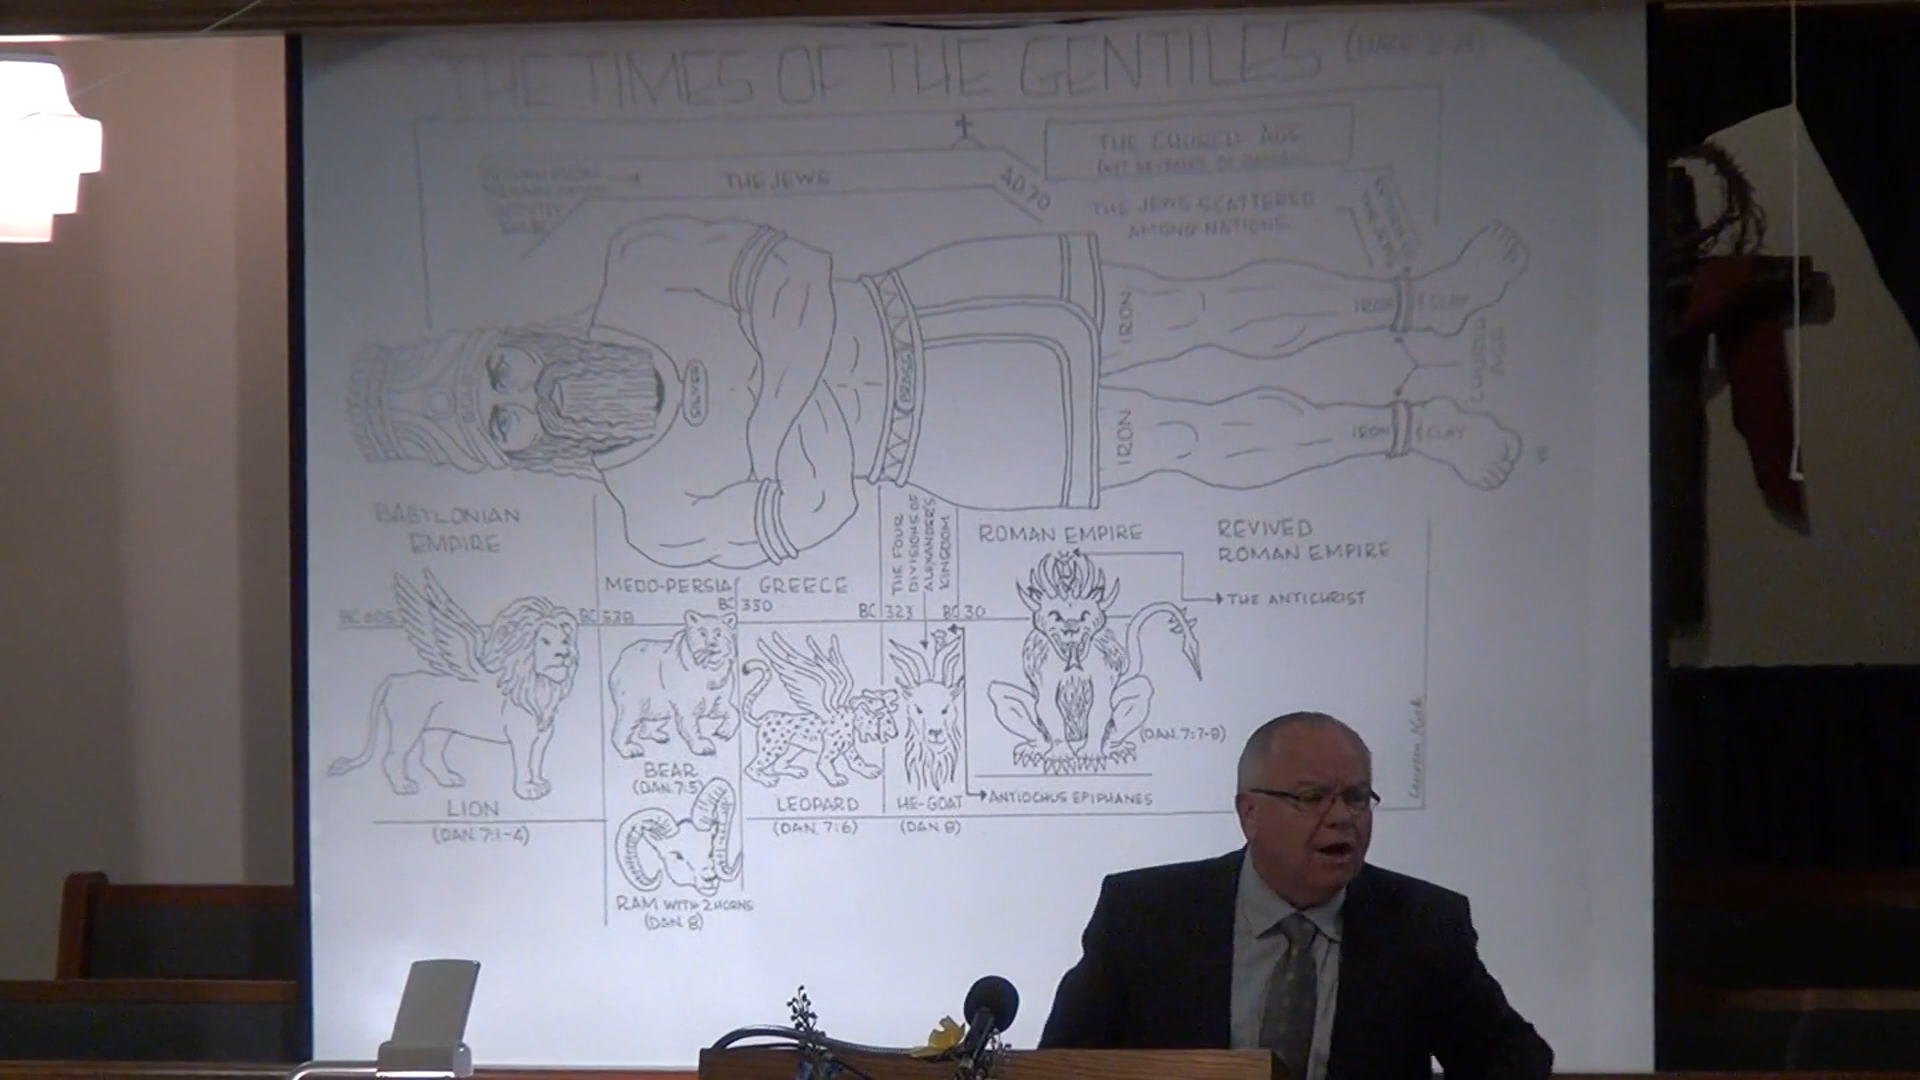 THE TIMES OF THE GENTILES
THE CHURCH AGE
THE JEWS
A.D. 70
THE JEWS SCATTERED
AMONG NATIONS
SILVER
BRASS
IRON
IRON
IRON & CLAY
IRON & CLAY
CHURCH
AGE
BABYLONIAN
EMPIRE
MEDO-PERSIA
GREECE
THE FOUR
DIVISIONS OF
ALEXANDER'S
KINGDOM
ROMAN EMPIRE
REVIVED
ROMAN EMPIRE
THE ANTICHRIST
BC 605
BC 538
BC 330
BC 323
BC 30
LION
(DAN. 7:1-4)
BEAR
(DAN. 7:5)
RAM WITH 2 HORNS
(DAN. 8)
LEOPARD
(DAN. 7:6)
HE-GOAT
(DAN. 8)
ANTIOCHUS EPIPHANES
(DAN. 7:7-8)